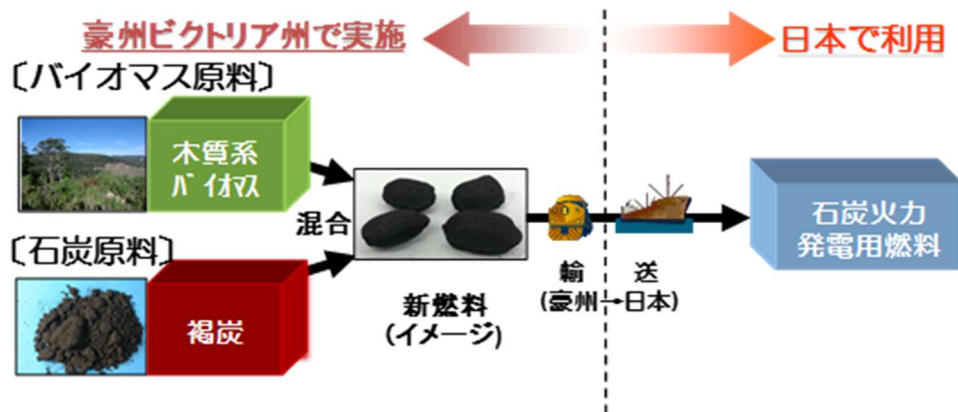 豪州ビクトリア州で実施
日本で利用
〔バイオマス原料〕
木質系
ﾊﾞｲｵﾏｽ
混合
石炭火力
発電用燃料
〔石炭原料〕
褐炭
新燃料
(イメージ)
輸 送
(豪州→日本)